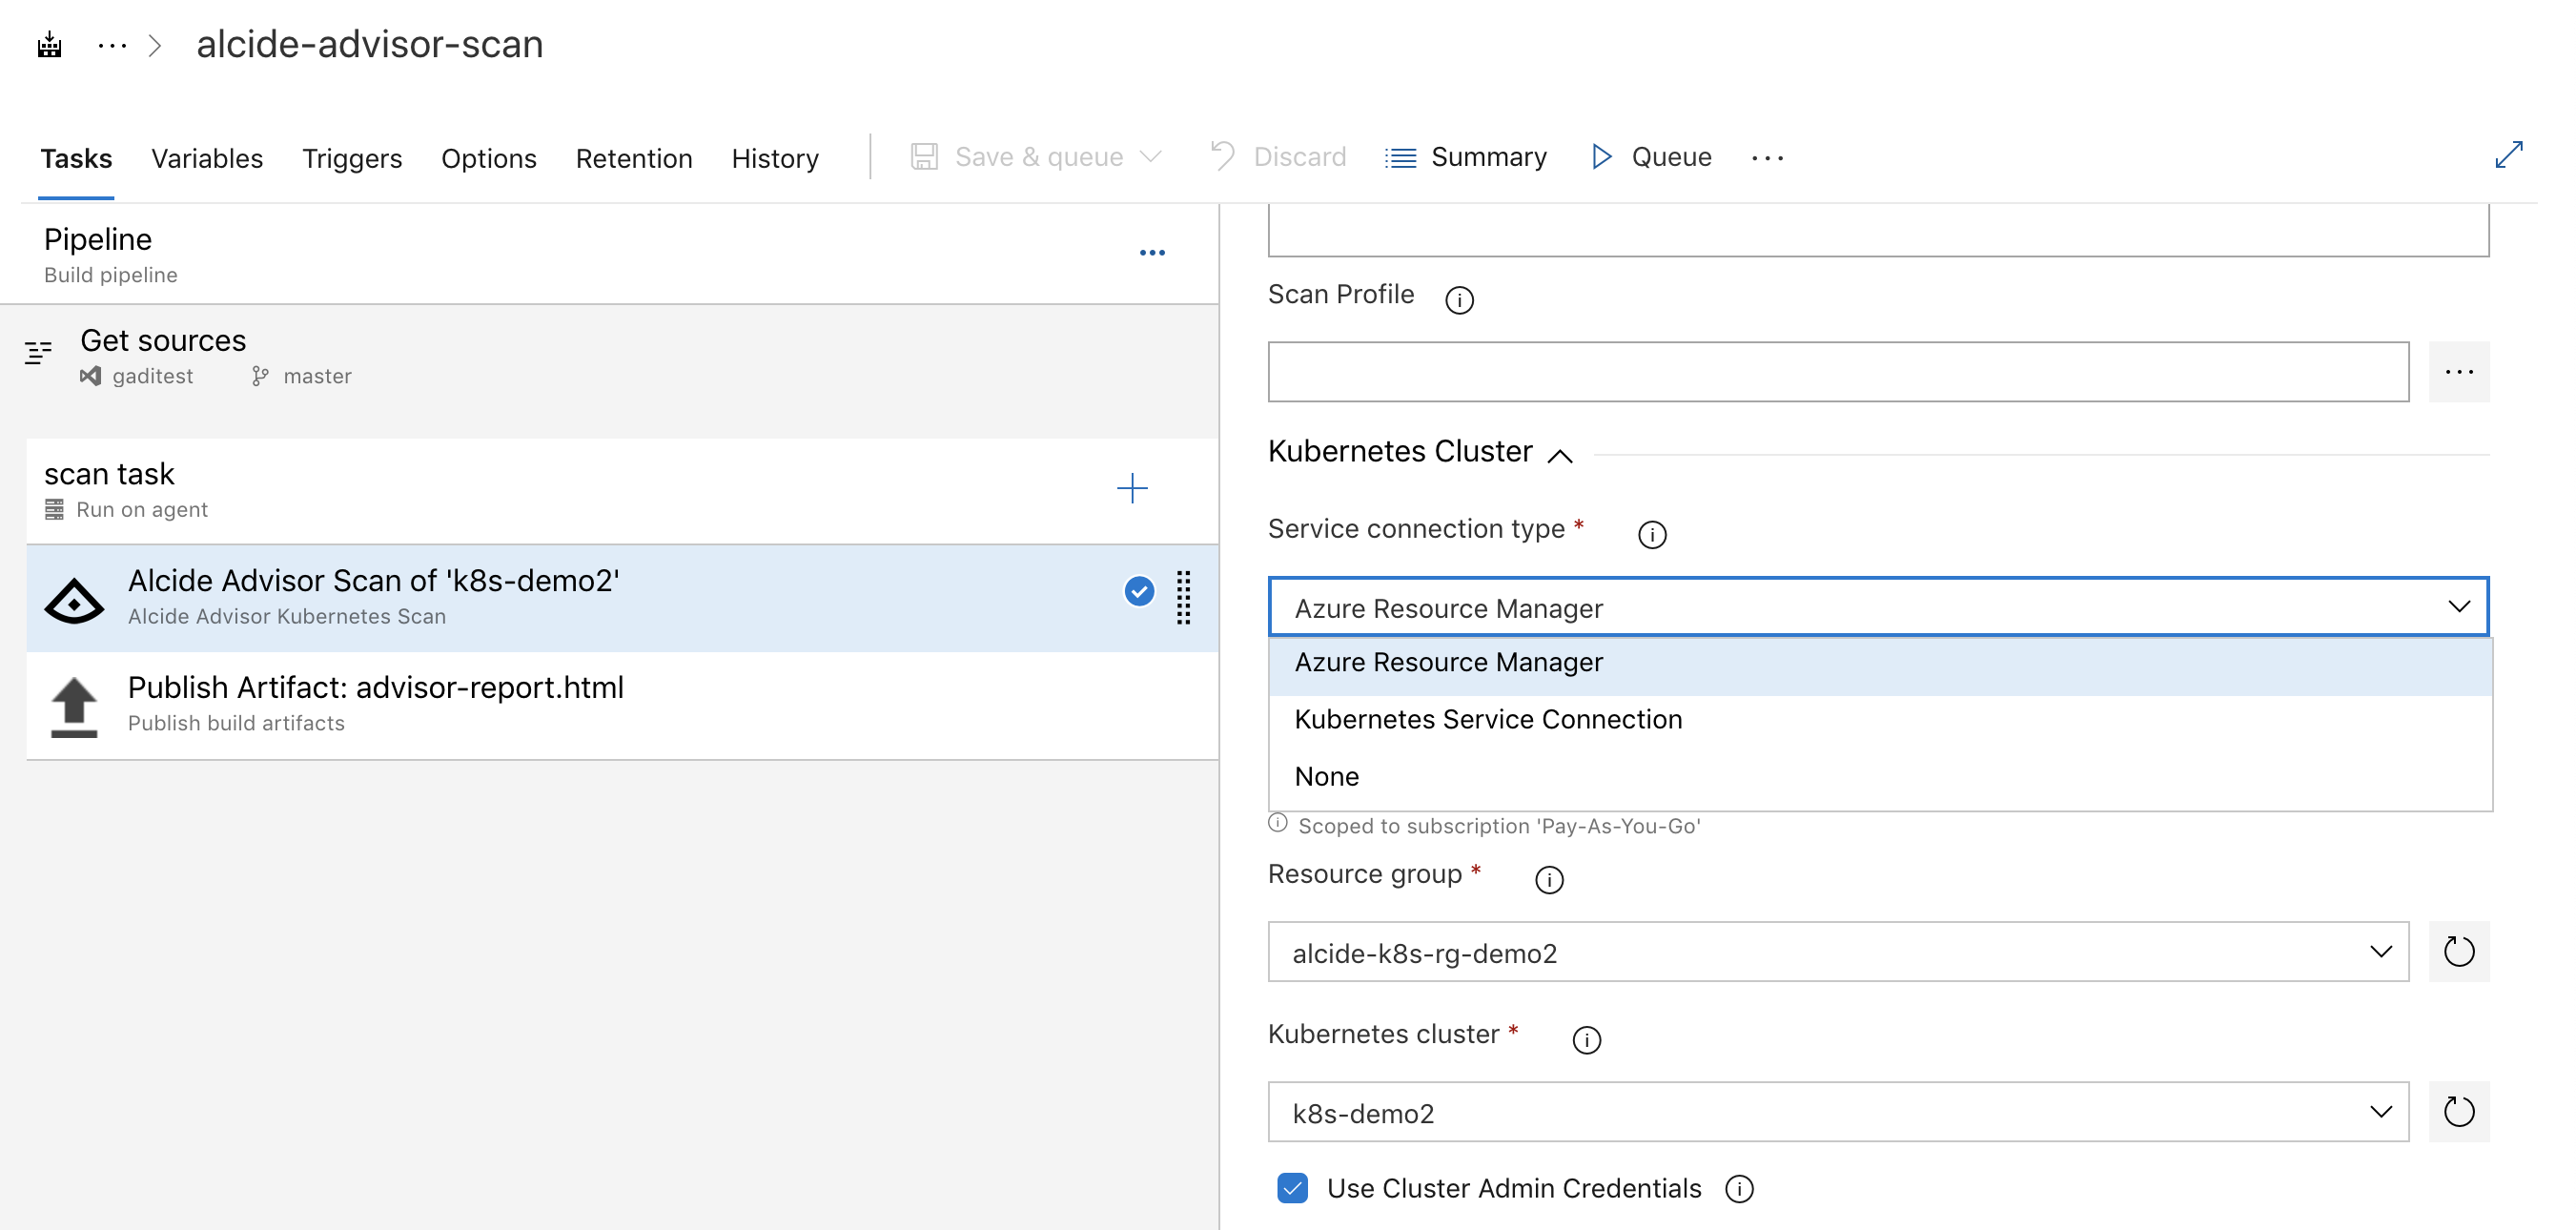 ... > alcide-advisor-scan
Tasks Variables Triggers Options Retention History Save & queue Discard Summary Queue ...
Pipeline
Build pipeline
Get sources
gaditest master
scan task
Run on agent
Alcide Advisor Scan of 'k8s-demo2'
Alcide Advisor Kubernetes Scan
Publish Artifact: advisor-report.html
Publish build artifacts
Scan Profile
Kubernetes Cluster
Service connection type *
Azure Resource Manager
Azure Resource Manager
Kubernetes Service Connection
None
Scoped to subscription 'Pay-As-You-Go'
Resource group *
alcide-k8s-rg-demo2
Kubernetes cluster *
k8s-demo2
Use Cluster Admin Credentials